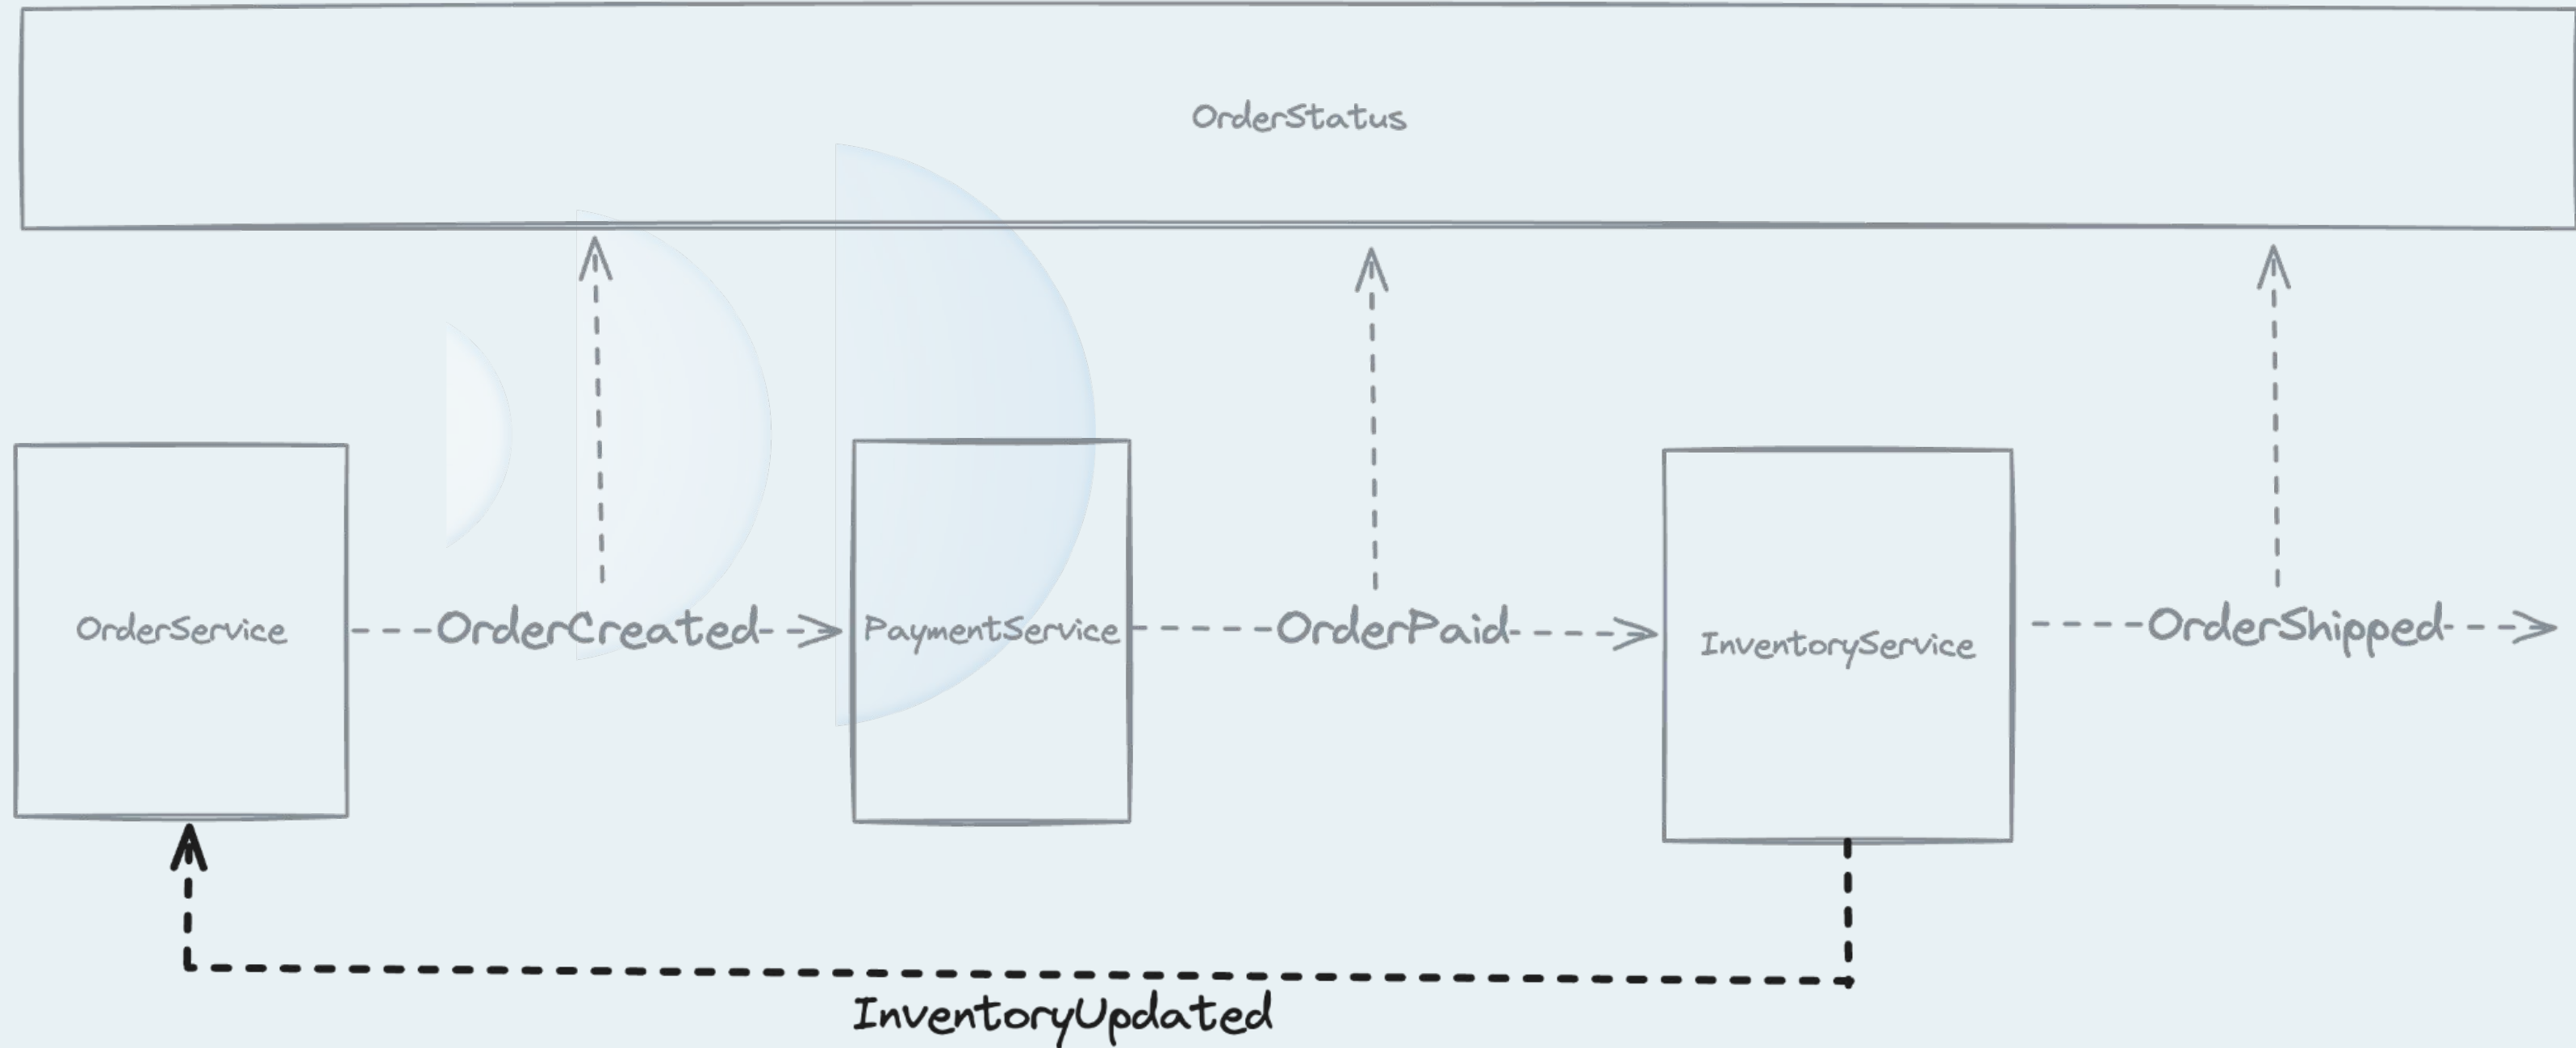 OrderStatus
OrderService
OrderCreated
PaymentService
OrderPaid
InventoryService
OrderShipped
InventoryUpdated